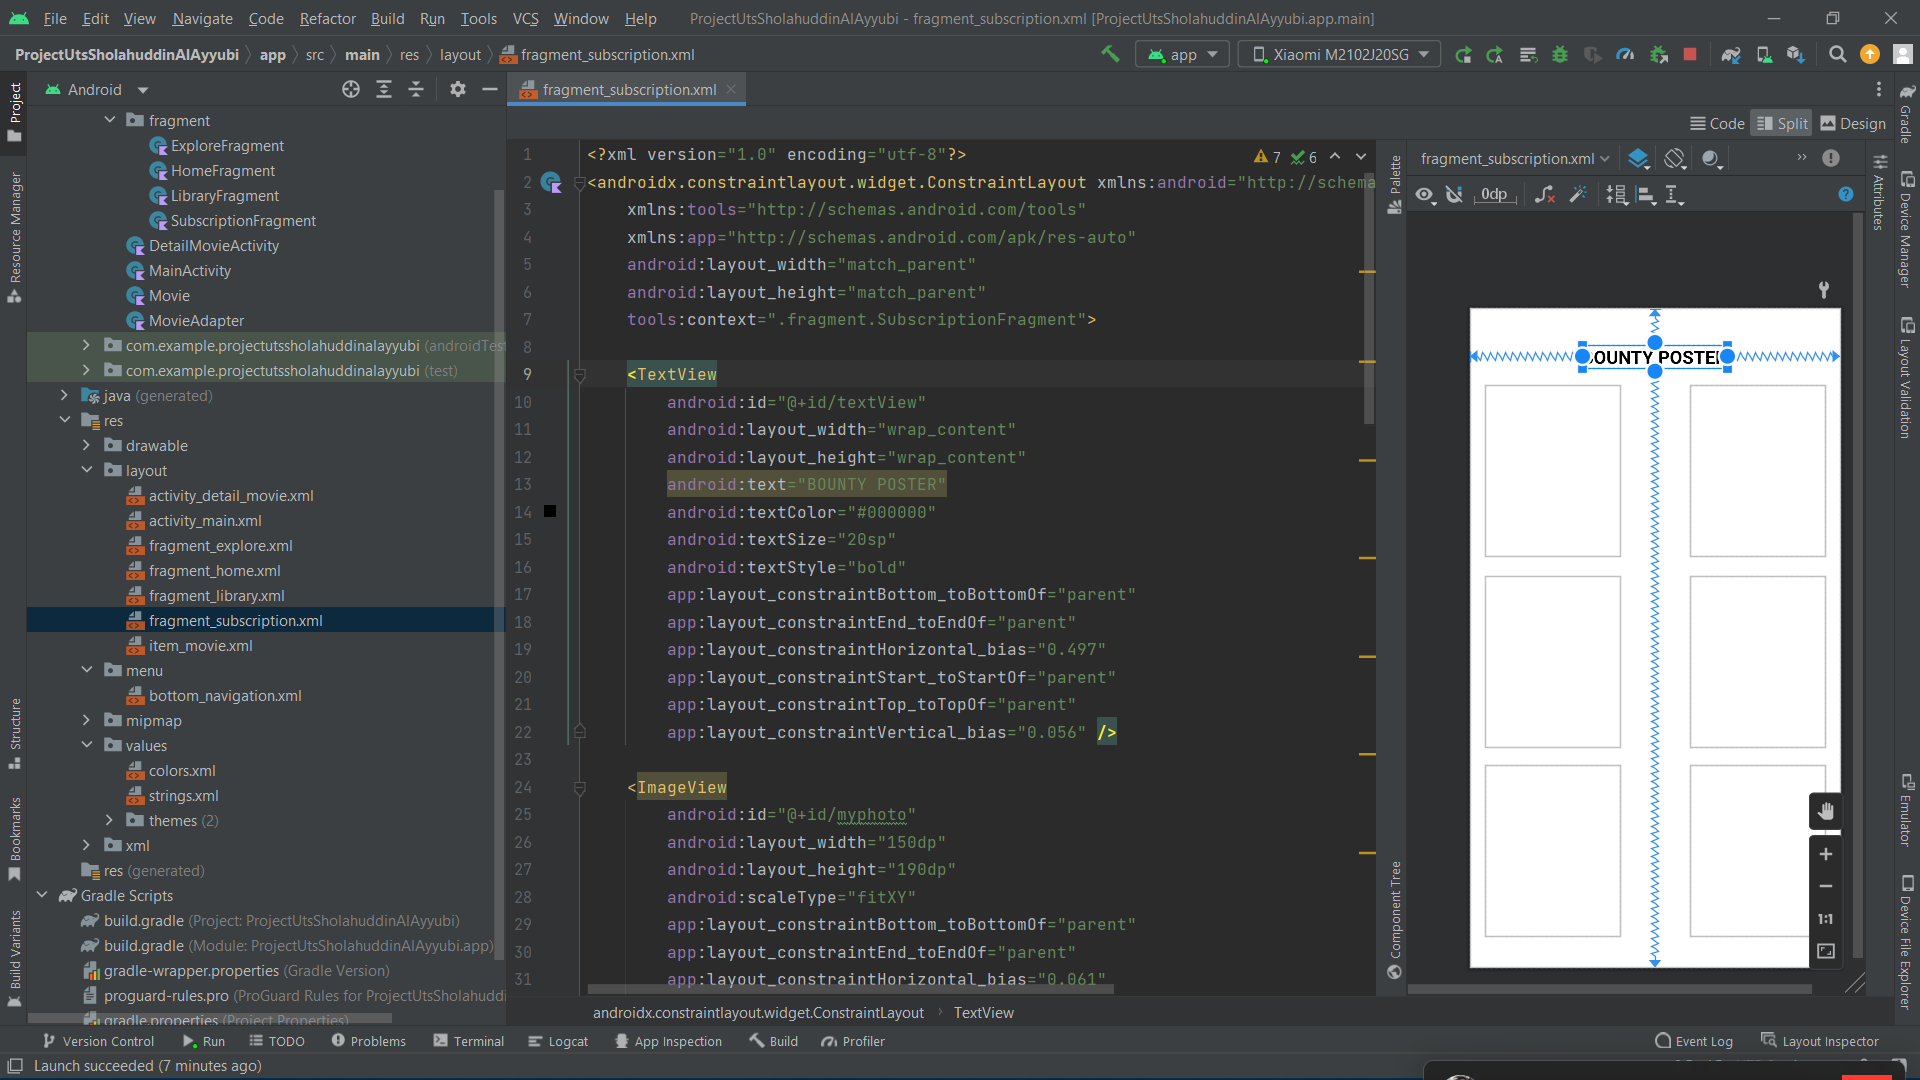 File Edit View Navigate Code Refactor Build Run Tools VCS Window Help ProjectUtsSholahuddinAlAyyubi - fragment_subscription.xml [ProjectUtsSholahuddinAlAyyubi.app.main]
ProjectUtsSholahuddinAlAyyubi app src main res layout fragment_subscription.xml app Xiaomi M2102J20SG
Project
Resource Manager
Structure
Bookmarks
Build Variants
Android
fragment
ExploreFragment
HomeFragment
LibraryFragment
SubscriptionFragment
DetailMovieActivity
MainActivity
Movie
MovieAdapter
com.example.projectutssholahuddinalayyubi (androidTest
com.example.projectutssholahuddinalayyubi (test)
java (generated)
res
drawable
layout
activity_detail_movie.xml
activity_main.xml
fragment_explore.xml
fragment_home.xml
fragment_library.xml
fragment_subscription.xml
item_movie.xml
menu
bottom_navigation.xml
mipmap
values
colors.xml
strings.xml
themes (2)
xml
res (generated)
Gradle Scripts
build.gradle (Project: ProjectUtsSholahuddinAlAyyubi)
build.gradle (Module: ProjectUtsSholahuddinAlAyyubi.app)
gradle-wrapper.properties (Gradle Version)
proguard-rules.pro (ProGuard Rules for ProjectUtsSholahuddi
gradle.properties (Project Properties)
fragment_subscription.xml
Code Split Design
7 6
1 <?xml version="1.0" encoding="utf-8"?>
2 <androidx.constraintlayout.widget.ConstraintLayout xmlns:android="http://schema
3 xmlns:tools="http://schemas.android.com/tools"
4 xmlns:app="http://schemas.android.com/apk/res-auto"
5 android:layout_width="match_parent"
6 android:layout_height="match_parent"
7 tools:context=".fragment.SubscriptionFragment">
8
9 <TextView
10 android:id="@+id/textView"
11 android:layout_width="wrap_content"
12 android:layout_height="wrap_content"
13 android:text="BOUNTY POSTER"
14 android:textColor="#000000"
15 android:textSize="20sp"
16 android:textStyle="bold"
17 app:layout_constraintBottom_toBottomOf="parent"
18 app:layout_constraintEnd_toEndOf="parent"
19 app:layout_constraintHorizontal_bias="0.497"
20 app:layout_constraintStart_toStartOf="parent"
21 app:layout_constraintTop_toTopOf="parent"
22 app:layout_constraintVertical_bias="0.056" />
23
24 <ImageView
25 android:id="@+id/myphoto"
26 android:layout_width="150dp"
27 android:layout_height="190dp"
28 android:scaleType="fitXY"
29 app:layout_constraintBottom_toBottomOf="parent"
30 app:layout_constraintEnd_toEndOf="parent"
31 app:layout_constraintHorizontal_bias="0.061"
androidx.constraintlayout.widget.ConstraintLayout TextView
Palette
Component Tree
fragment_subscription.xml
0dp
OUNTY POSTE
1:1
Attributes
Gradle
Device Manager
Layout Validation
Emulator
Device File Explorer
Version Control Run TODO Problems Terminal Logcat App Inspection Build Profiler Event Log Layout Inspector
Launch succeeded (7 minutes ago)